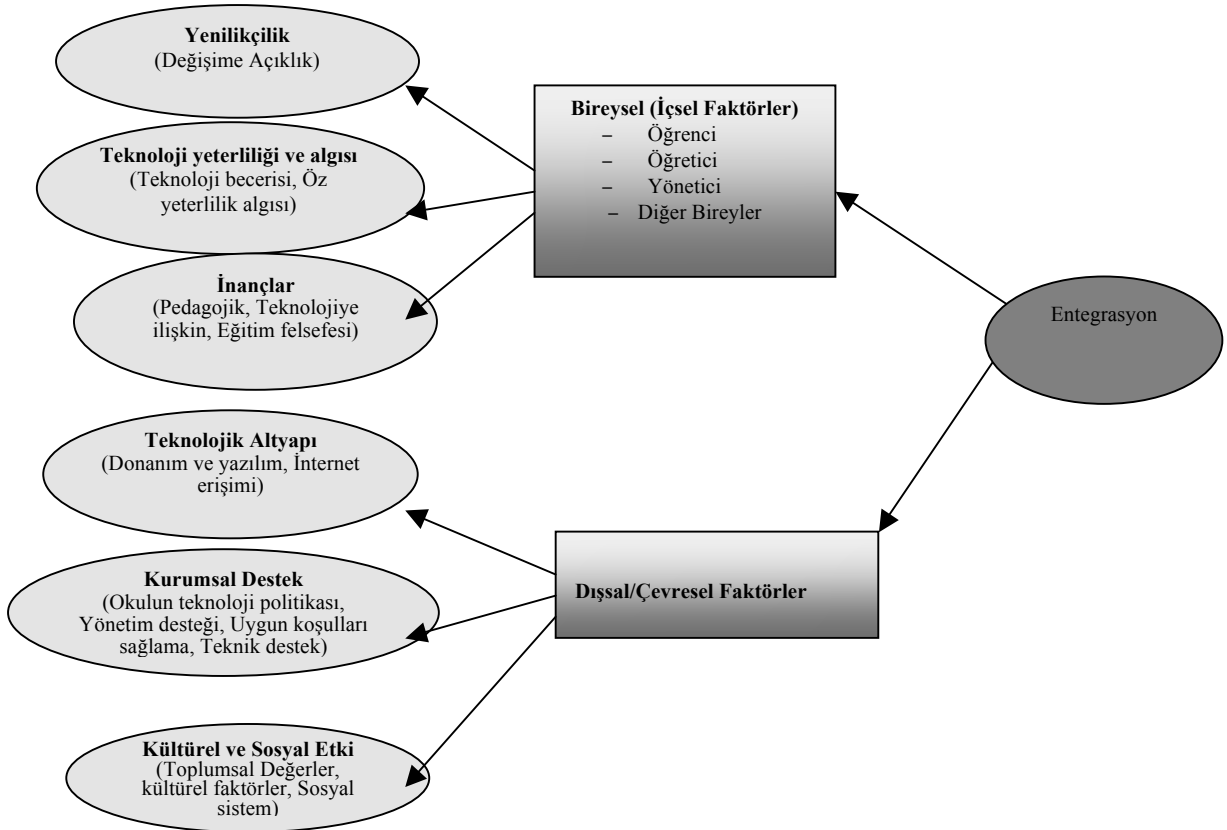 Yenilikçilik
(Değişime Açıklık)
Teknoloji yeterliliği ve algısı
(Teknoloji becerisi, Öz
yeterlilik algısı)
İnançlar
(Pedagojik, Teknolojiye
ilişkin, Eğitim felsefesi)
Bireysel (İçsel Faktörler)
– Öğrenci
– Öğretici
– Yönetici
– Diğer Bireyler
Entegrasyon
Teknolojik Altyapı
(Donanım ve yazılım, İnternet
erişimi)
Kurumsal Destek
(Okulun teknoloji politikası,
Yönetim desteği, Uygun koşulları
sağlama, Teknik destek)
Dışsal/Çevresel Faktörler
Kültürel ve Sosyal Etki
(Toplumsal Değerler,
kültürel faktörler, Sosyal
sistem)